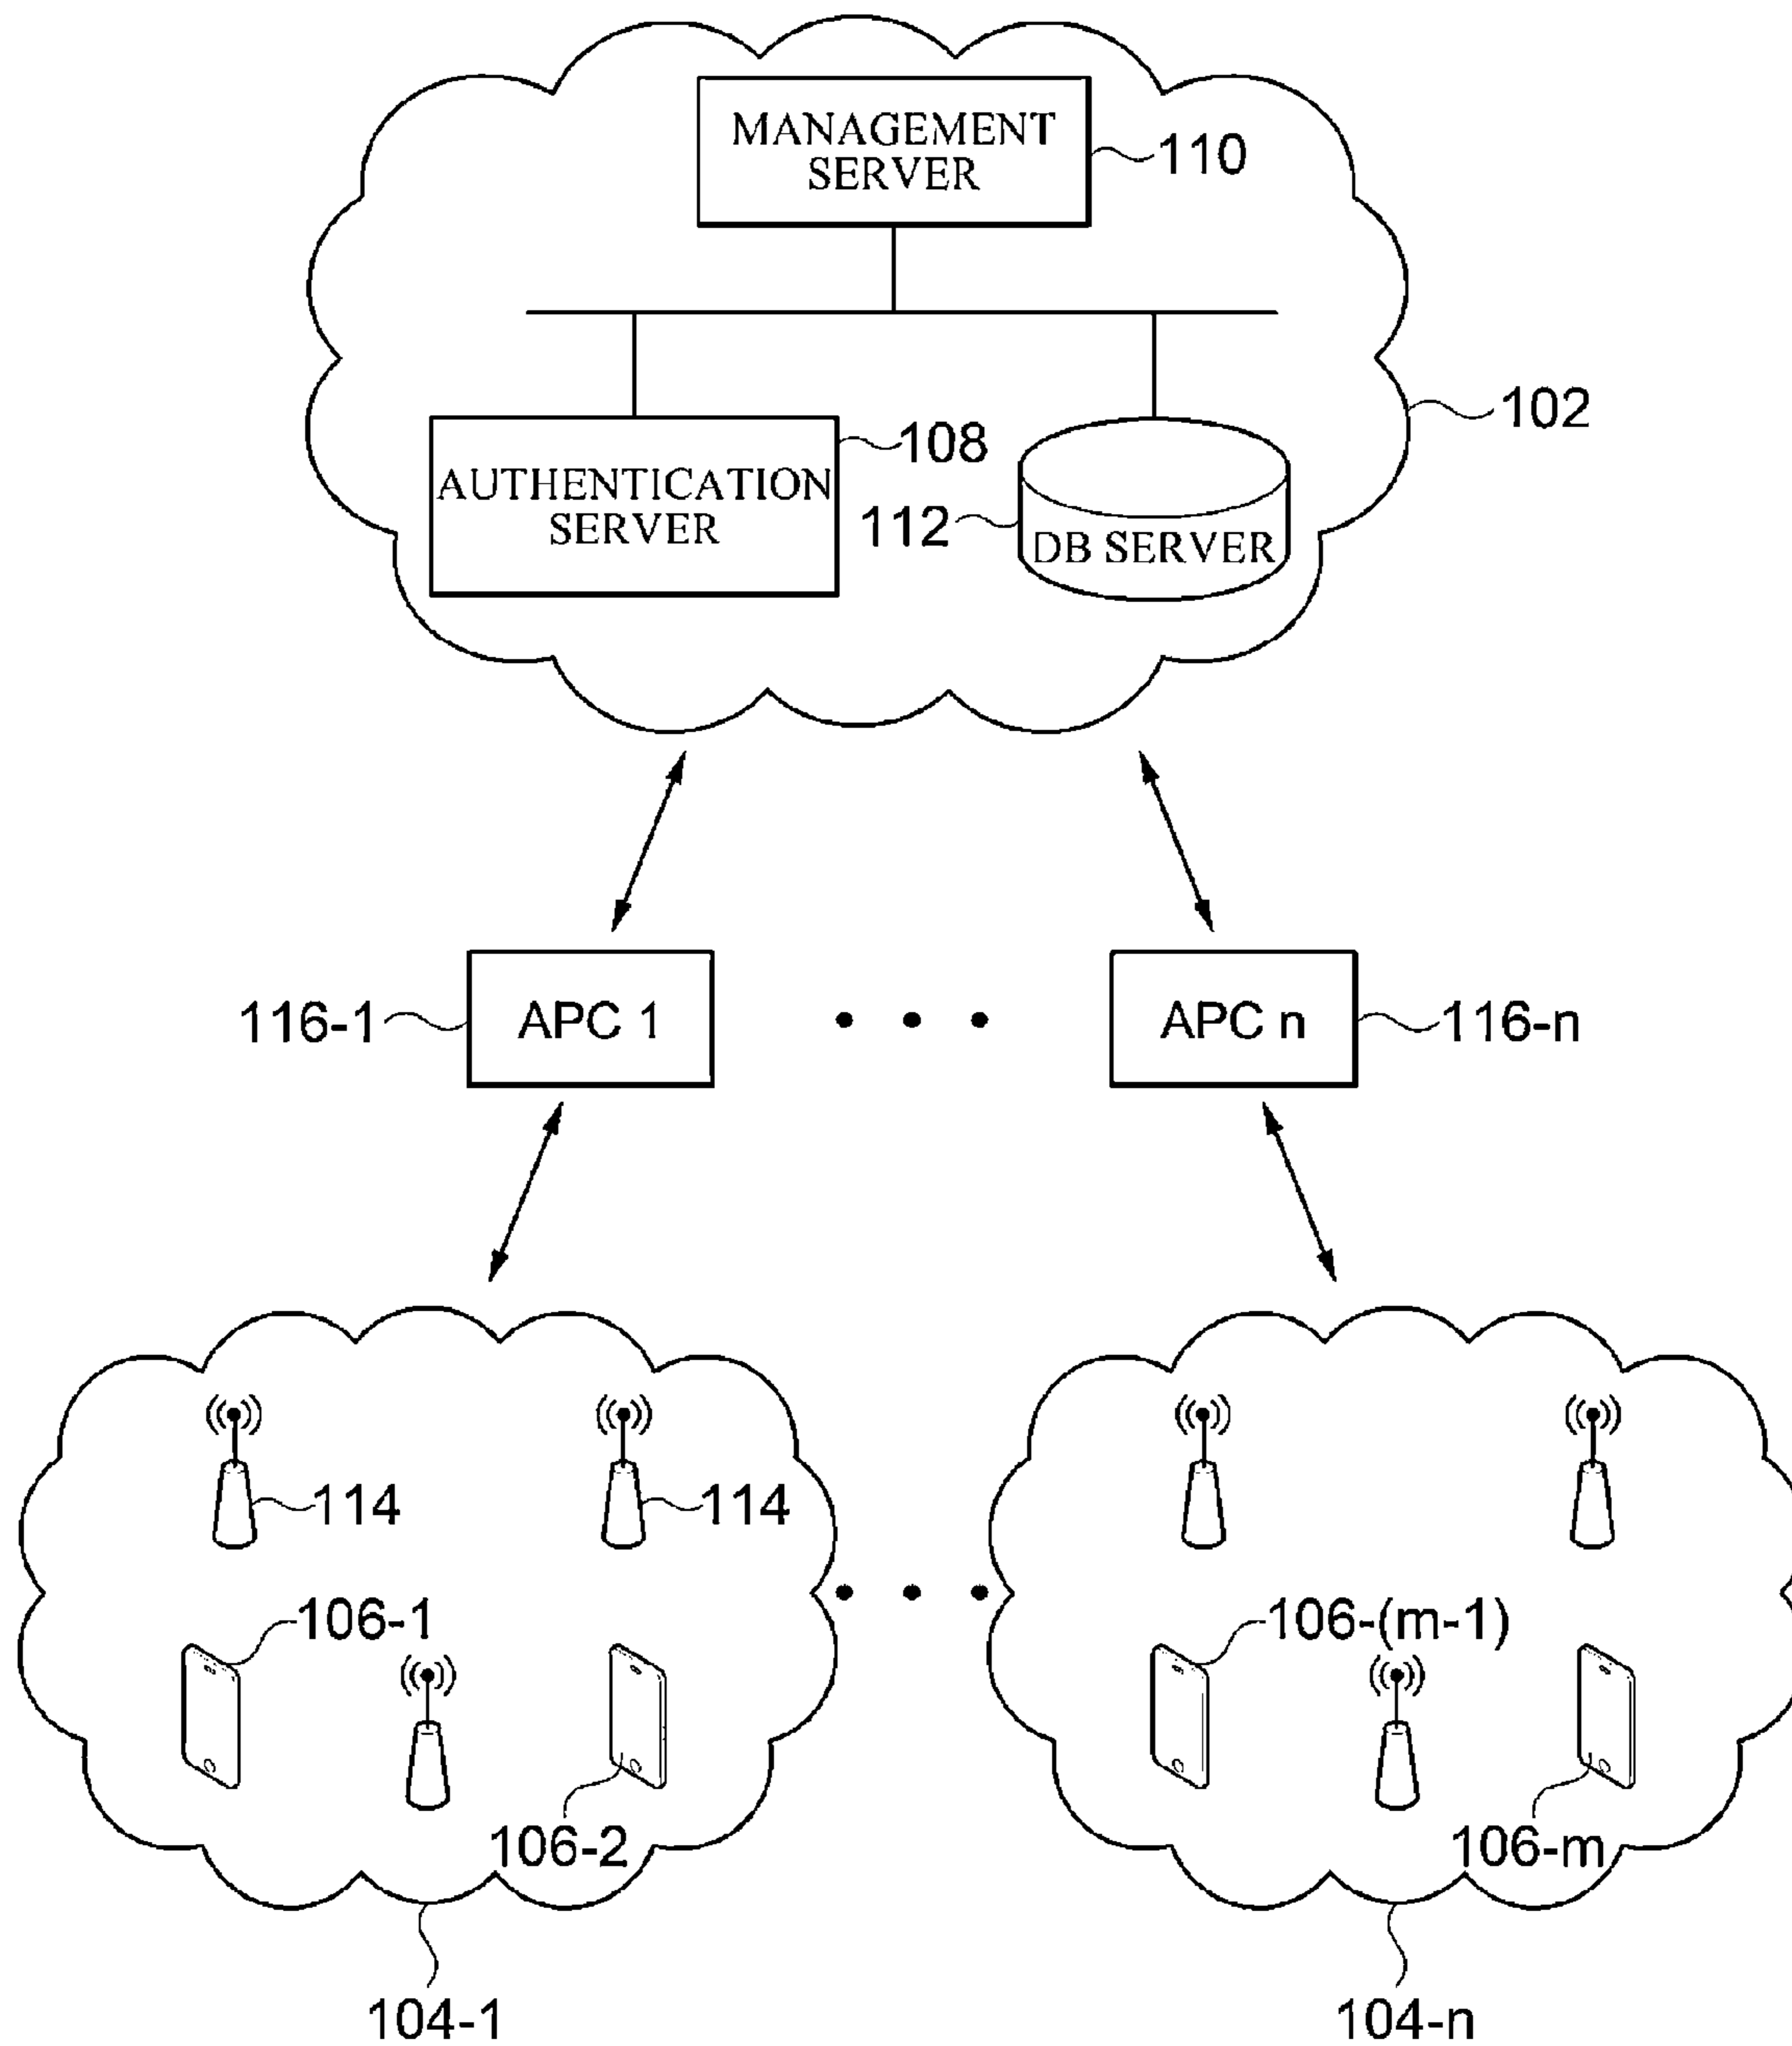 MANAGEMENT
SERVER
110
102
108
AUTHENTICATION
SERVER
112
DB SERVER
116-1
APC 1
APC n
116-n
114
114
106-1
106-(m-1)
106-2
106-m
104-1
104-n